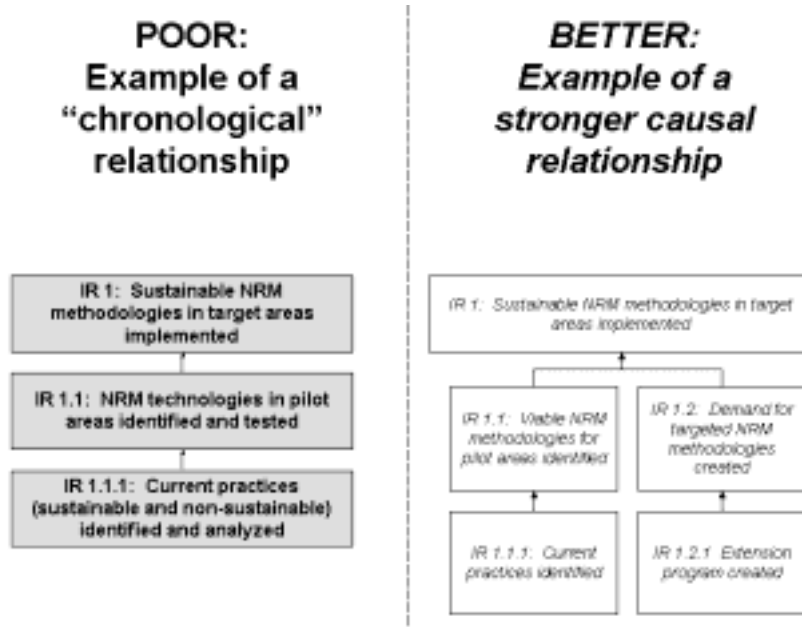 POOR:
Example of a
“chronological”
relationship
IR 1: Sustainable NRM
methodologies in target areas
implemented
IR 1.1: NRM technologies in pilot
areas identified and tested
IR 1.1.1: Current practices
(sustainable and non-sustainable)
identified and analyzed
BETTER:
Example of a
stronger causal
relationship
IR 1: Sustainable NRM methodologies in target
areas implemented
IR 1.1: Viable NRM
methodologies for
pilot areas identified
IR 1.2: Demand for
targeted NRM
methodologies
created
IR 1.1.1: Current
practices identified
IR 1.2.1 Extension
program created